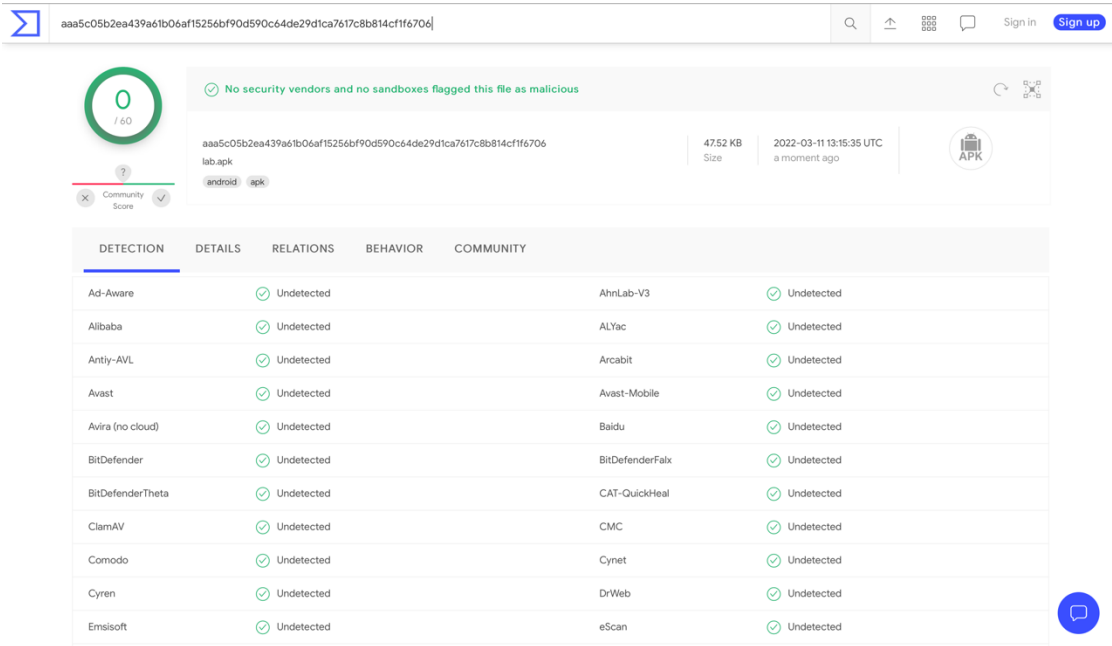 aaa5c05b2ea439a61b06af15256bf90d590c64de29d1ca7617c8b814cf1f6706
Sign in
Sign up
0
/ 60
No security vendors and no sandboxes flagged this file as malicious
?
Community
Score
aaa5c05b2ea439a61b06af15256bf90d590c64de29d1ca7617c8b814cf1f6706
lab.apk
android apk
47.52 KB
Size
2022-03-11 13:15:35 UTC
a moment ago
APK
DETECTION DETAILS RELATIONS BEHAVIOR COMMUNITY
Ad-Aware Undetected AhnLab-V3 Undetected
Alibaba Undetected ALYac Undetected
Antiy-AVL Undetected Arcabit Undetected
Avast Undetected Avast-Mobile Undetected
Avira (no cloud) Undetected Baidu Undetected
BitDefender Undetected BitDefenderFalx Undetected
BitDefenderTheta Undetected CAT-QuickHeal Undetected
ClamAV Undetected CMC Undetected
Comodo Undetected Cynet Undetected
Cyren Undetected DrWeb Undetected
Emsisoft Undetected eScan Undetected